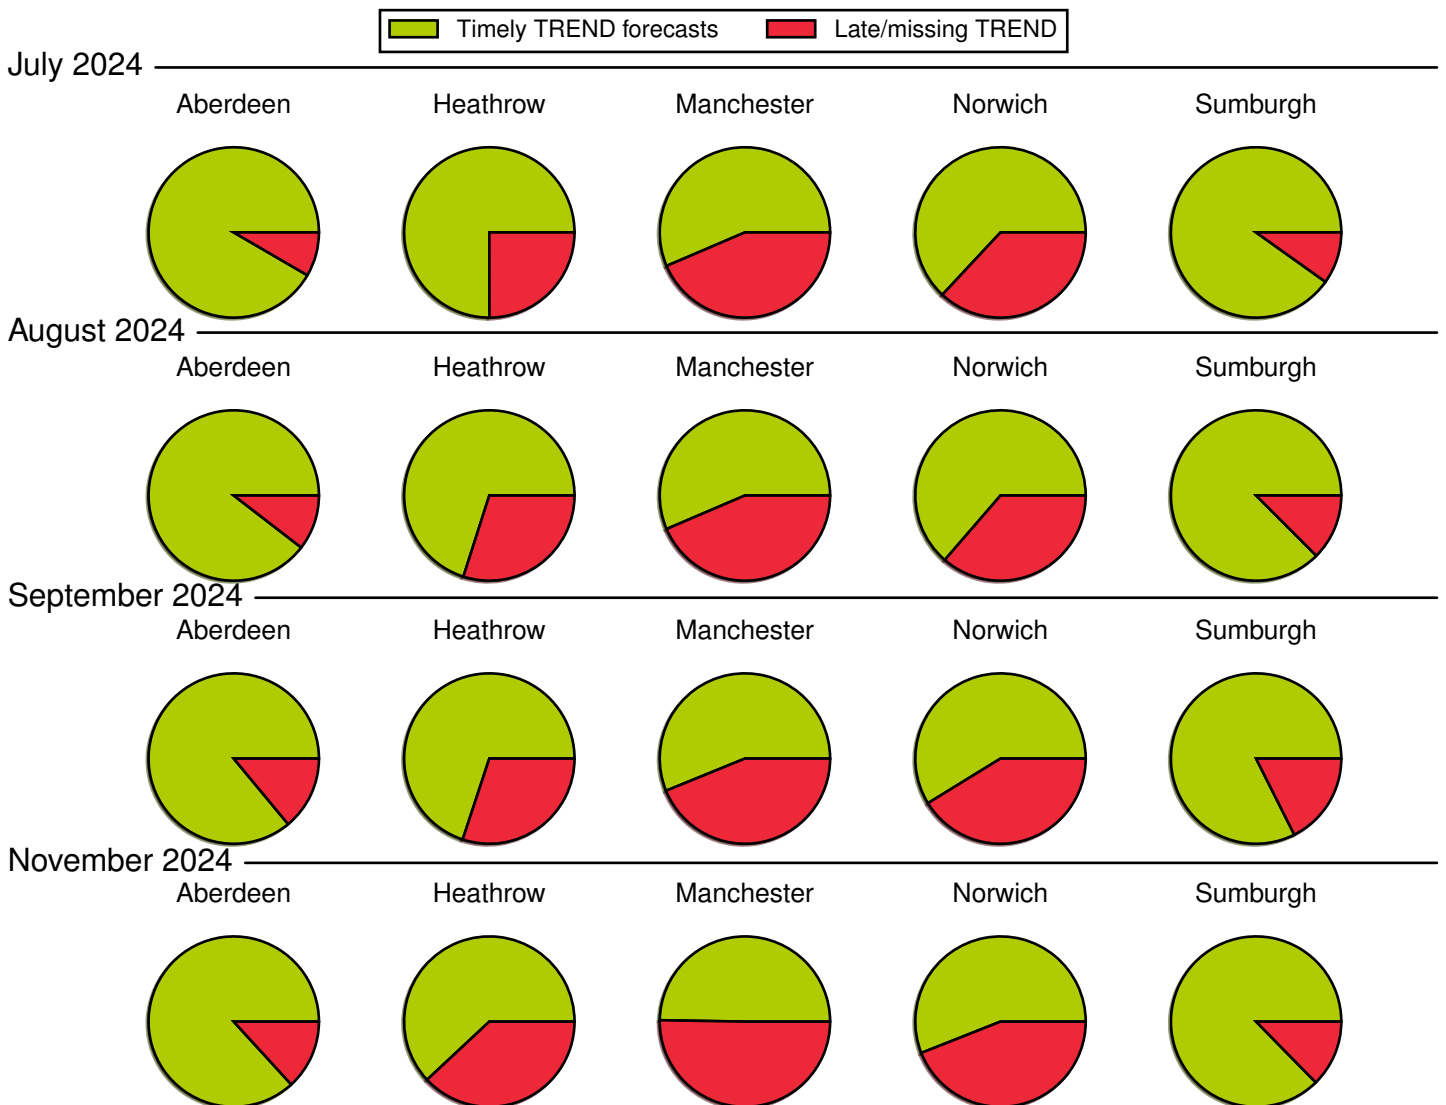 Timely TREND forecasts Late/missing TREND
July 2024
Aberdeen Heathrow Manchester Norwich Sumburgh
August 2024
Aberdeen Heathrow Manchester Norwich Sumburgh
September 2024
Aberdeen Heathrow Manchester Norwich Sumburgh
November 2024
Aberdeen Heathrow Manchester Norwich Sumburgh